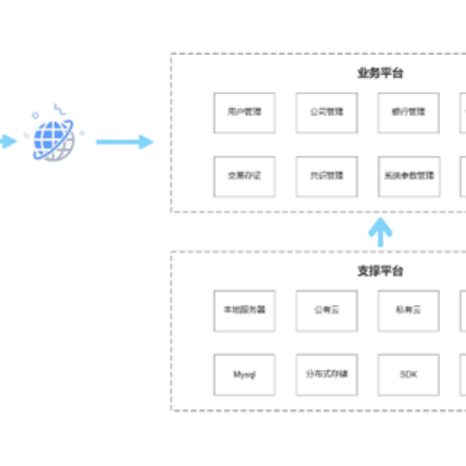 业务平台
用户管理
公司管理
银行管理
交易存证
共识管理
系统参数管理
支撑平台
本地服务器
公有云
私有云
Mysql
分布式存储
SDK